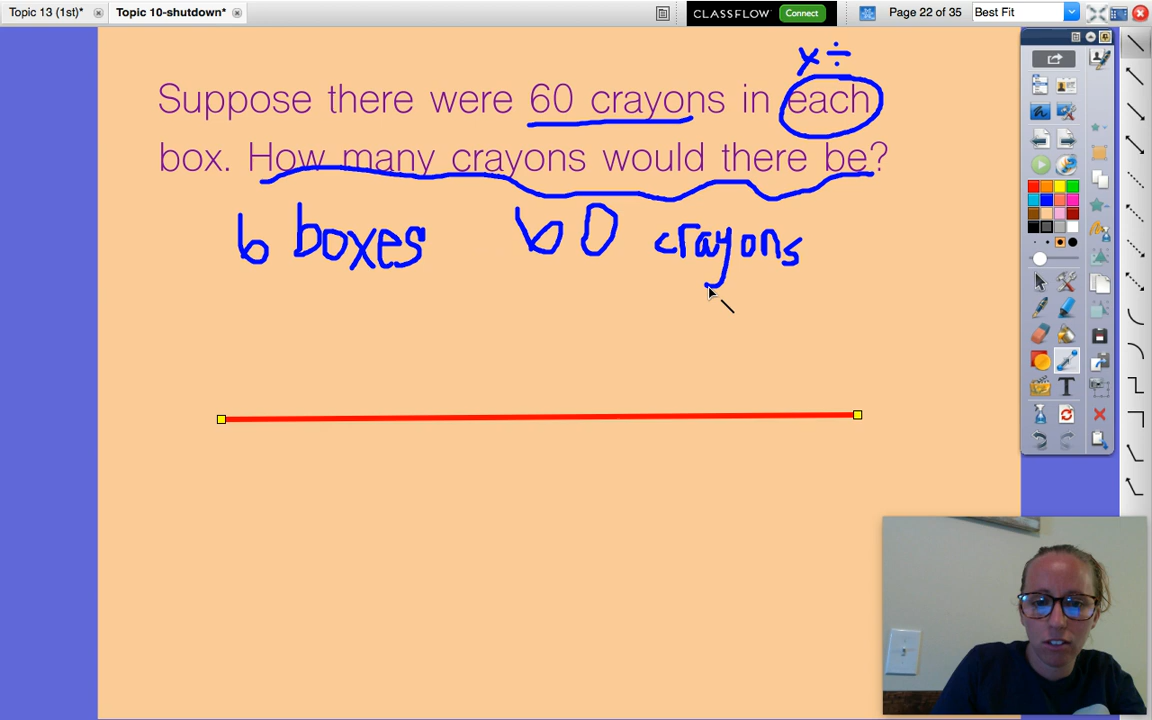 Topic 13 (1st)* Topic 10-shutdown* CLASSFLOW Connect Page 22 of 35 Best Fit
x ÷
Suppose there were 60 crayons in each
box. How many crayons would there be?
6 boxes 60 crayons
T